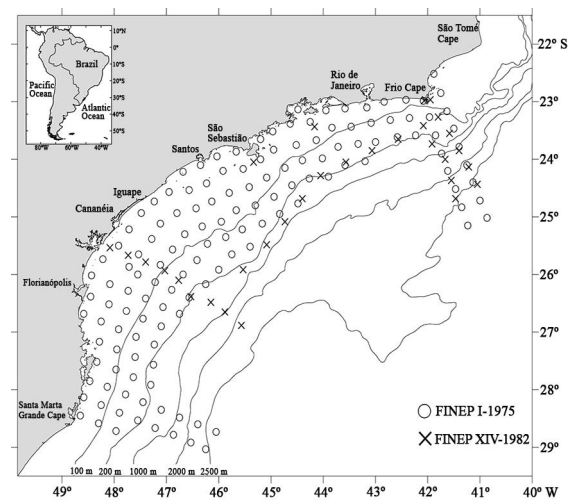 10°N
0°
10°S
20°S
30°S
40°S
50°S
80°W
60°W
40°W
Brazil
Pacific
Ocean
Atlantic
Ocean
São Tomé
Cape
22° S
Rio de
Janeiro
Frio Cape
23°
São
Sebastião
Santos
24°
Iguape
Cananéia
25°
Florianópolis
26°
27°
Santa Marta
Grande Cape
28°
FINEP I-1975
FINEP XIV-1982
29°
100 m
200 m
1000 m
2000 m
2500 m
49°
48°
47°
46°
45°
44°
43°
42°
41°
40° W